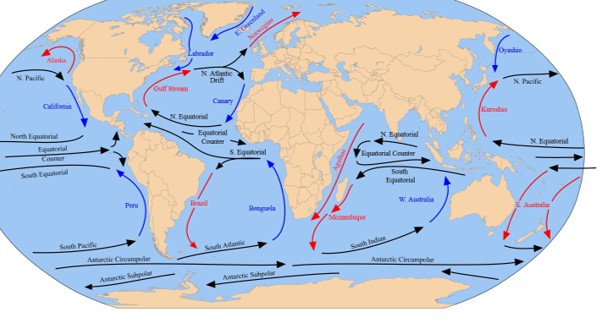 E. Greenland
Norwegian
Labrador
Alaska
Oyashio
N. Pacific
N. Atlantic
Drift
N. Pacific
Gulf Stream
California
Canary
Kuroshio
N. Equatorial
North Equatorial
Equatorial
Counter
N. Equatorial
N. Equatorial
Equatorial
Counter
S. Equatorial
Equatorial Counter
South Equatorial
South
Equatorial
Agulhas
Peru
Brazil
Benguela
Mozambique
W. Australia
E. Australia
South Pacific
South Atlantic
South Indian
Antarctic Circumpolar
Antarctic Circumpolar
Antarctic Subpolar
Antarctic Subpolar